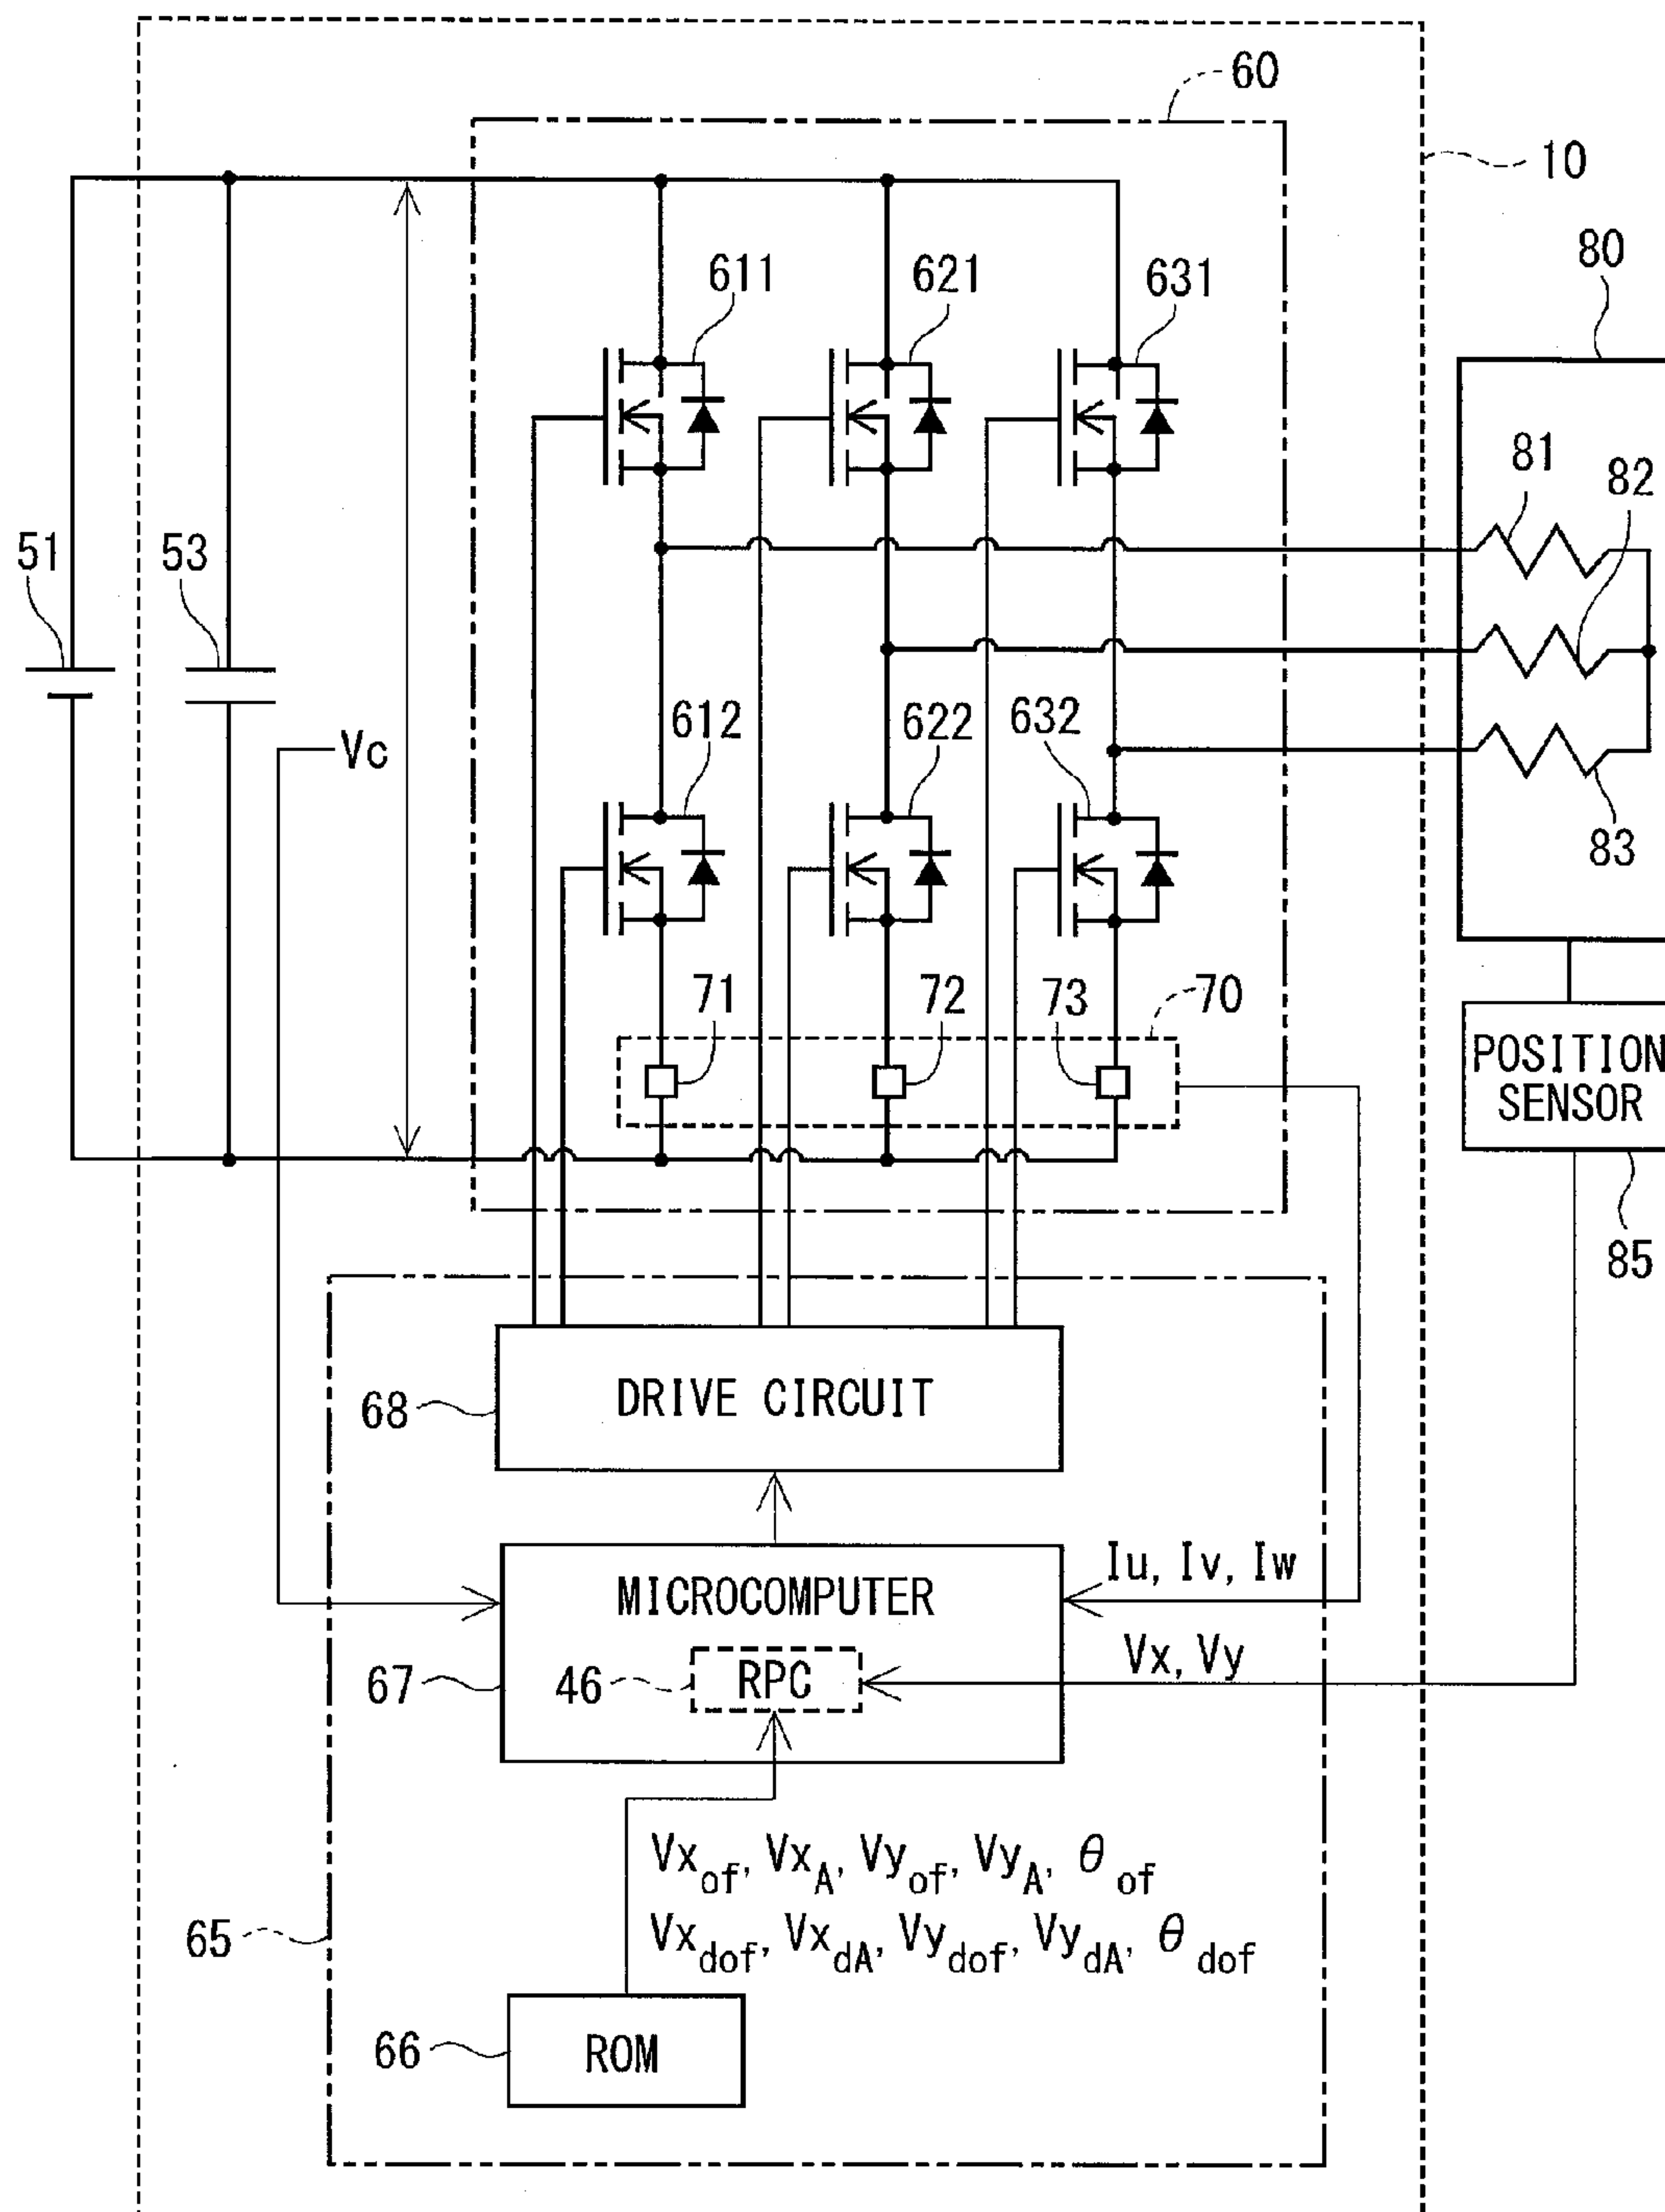 60
10
80
611
621
631
81
82
51
53
Vc
612
622
632
83
71
72
73
70
POSITION
SENSOR
85
DRIVE CIRCUIT
68
Iu, Iv, Iw
MICROCOMPUTER
Vx, Vy
67
46
RPC
Vxof, VxA, Vyof, VyA, θof
Vxdof, VxdA, Vydof, VydA, θdof
65
66
ROM